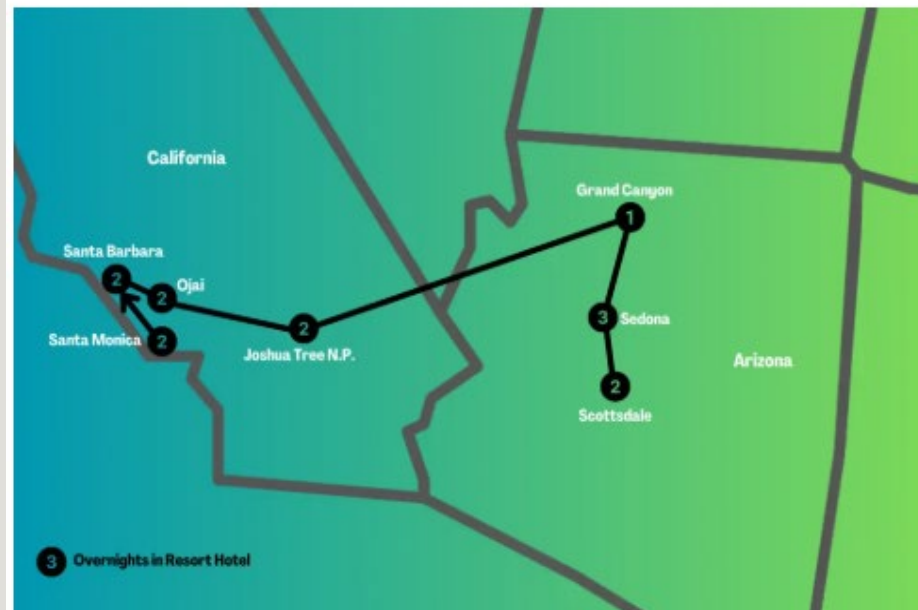 California
Grand Canyon
1
Santa Barbara
2
Ojai
2
3
Sedona
Santa Monica
2
2
Joshua Tree N.P.
Arizona
2
Scottsdale
3
Overnights in Resort Hotel